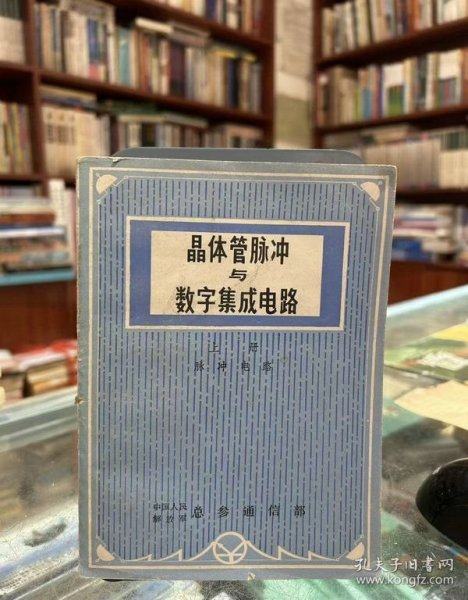 晶体管脉冲
与
数字集成电路
上册
脉冲电路
中国人民
解放军
总参通信部
孔夫子旧书网
www.kongfz.com